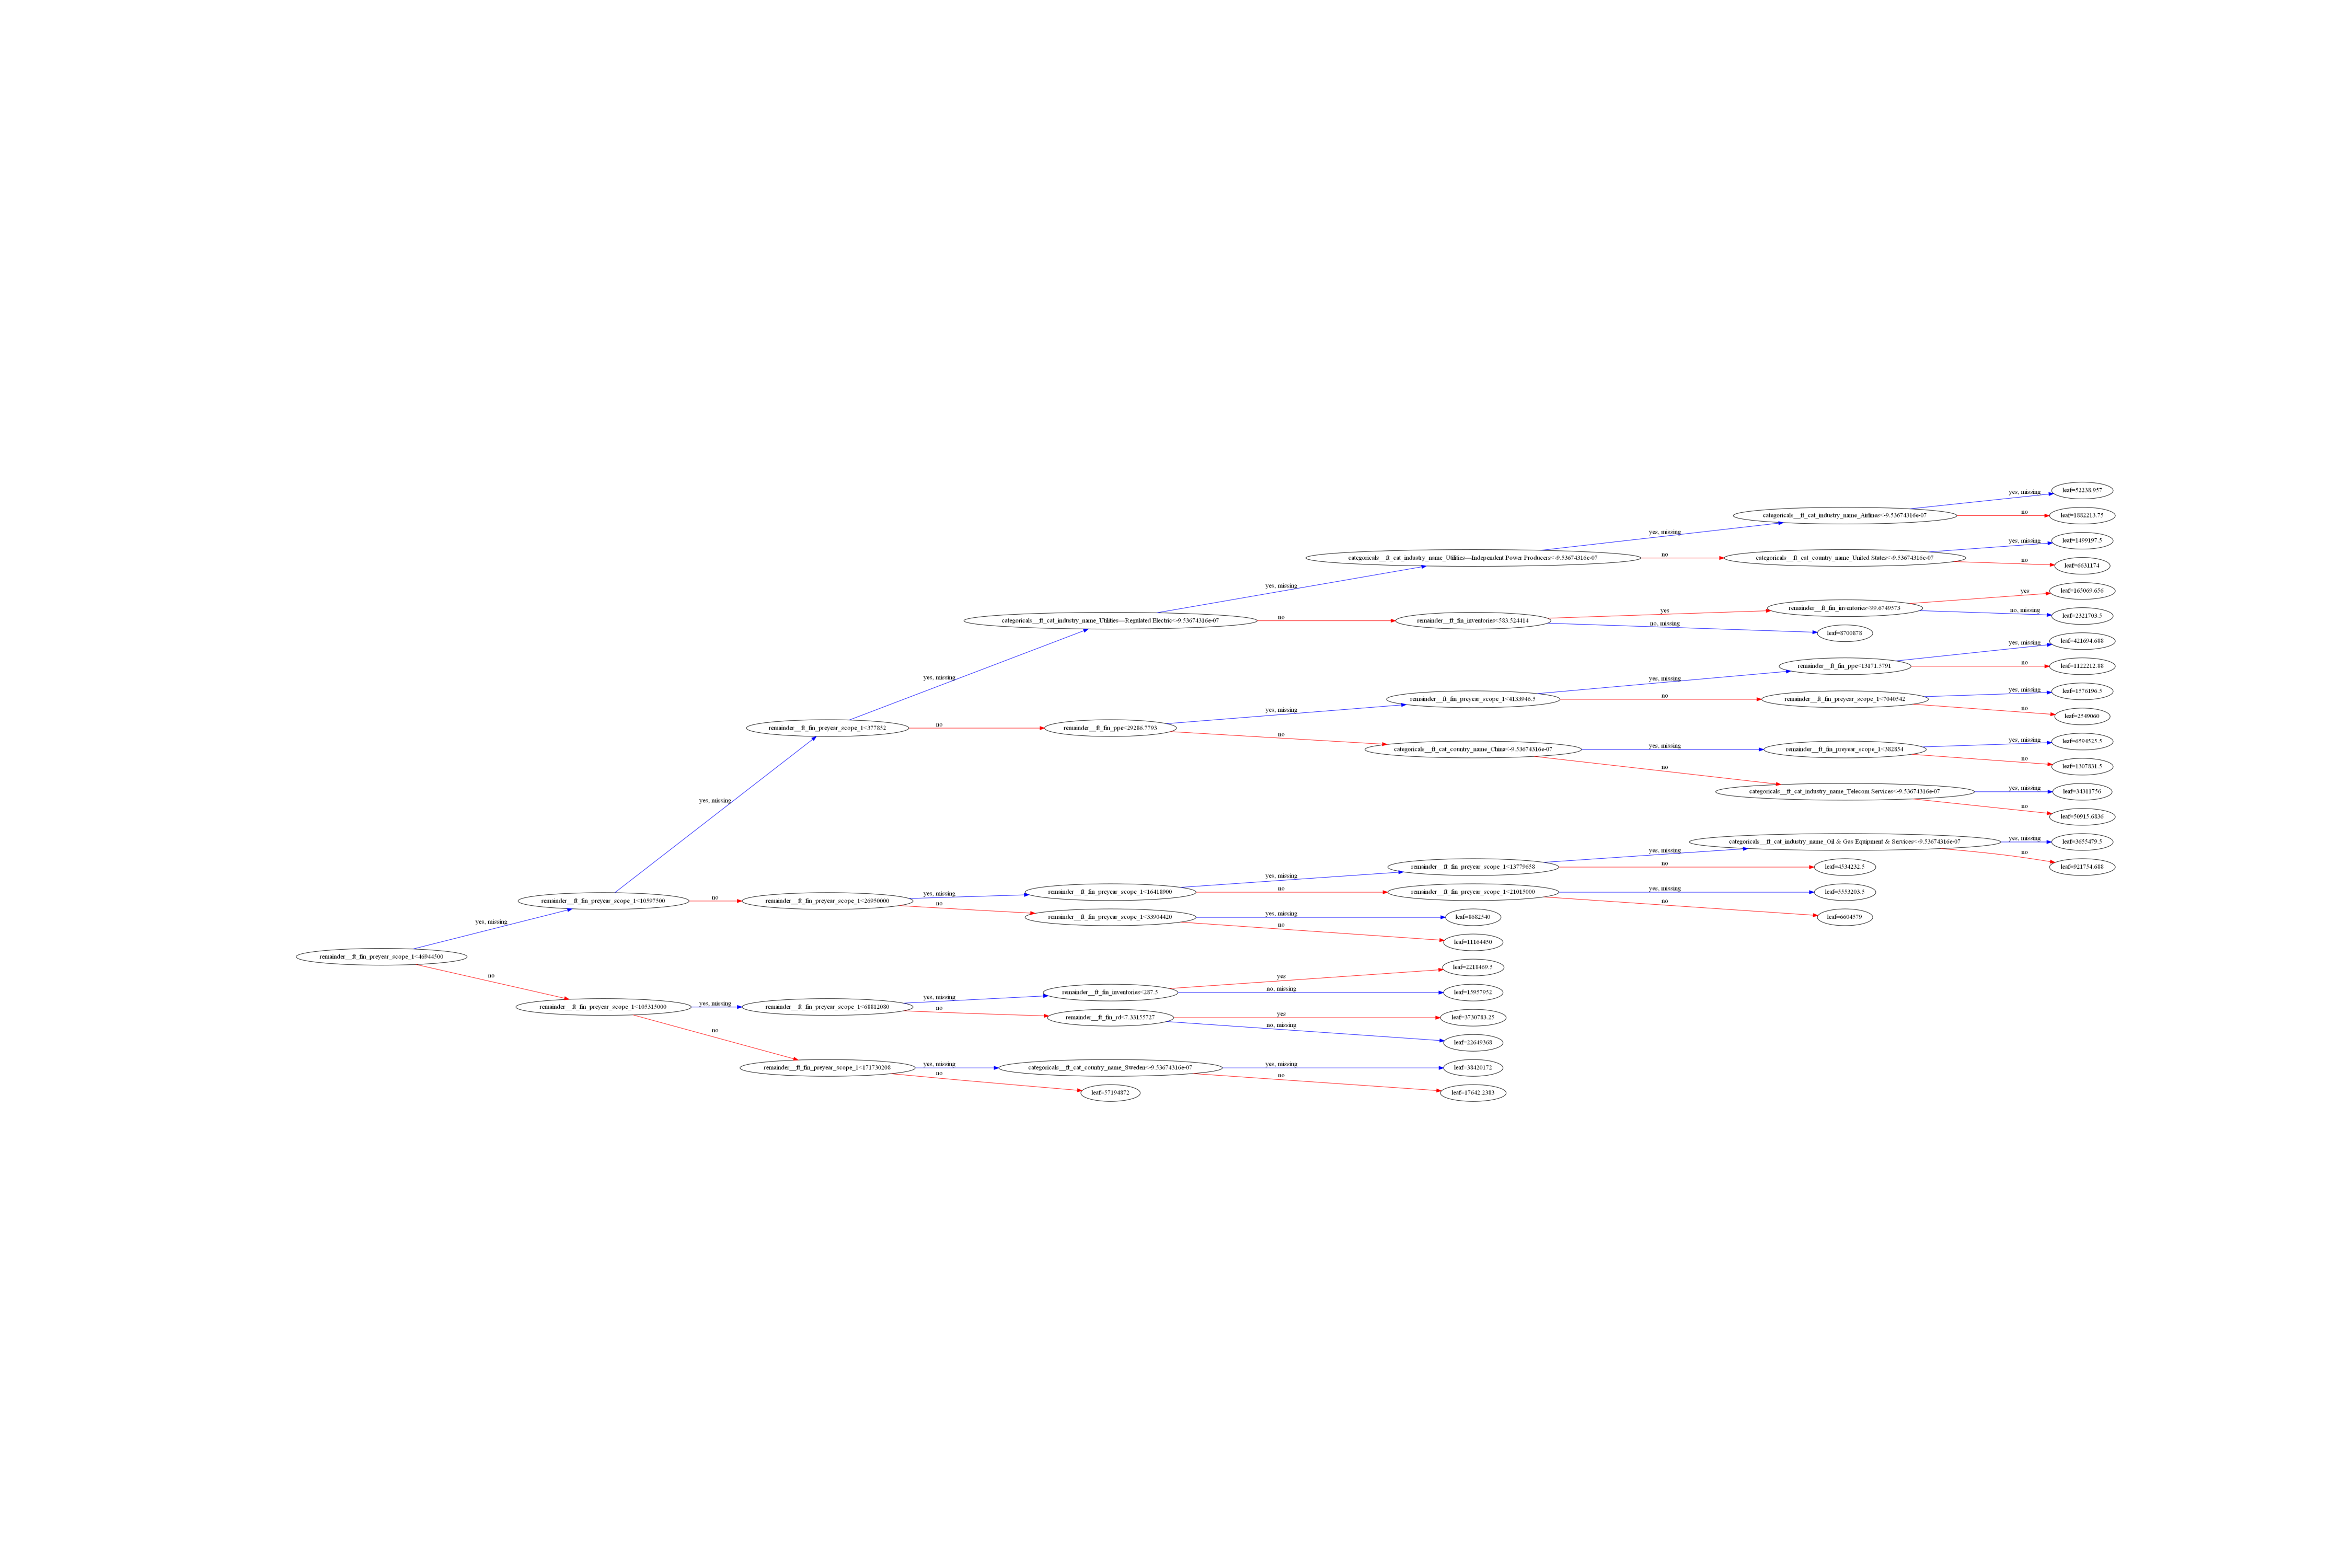 yes, missing
leaf=52238.957
categoricals__ft_cat_industry_name_Airlines<-9.53674316e-07
no
leaf=1882213.75
yes, missing
yes, missing
leaf=1499197.5
categoricals__ft_cat_industry_name_Utilities—Independent Power Producers<-9.53674316e-07
no
categoricals__ft_cat_country_name_United States<-9.53674316e-07
no
leaf=6631174
yes, missing
yes
leaf=165069.656
remainder__ft_fin_inventories<99.6749573
yes
no, missing
leaf=2321703.5
categoricals__ft_cat_industry_name_Utilities—Regulated Electric<-9.53674316e-07
no
remainder__ft_fin_inventories<583.524414
no, missing
leaf=8700878
yes, missing
leaf=421694.688
remainder__ft_fin_ppe<13171.5791
no
leaf=1122212.88
yes, missing
yes, missing
yes, missing
leaf=1576196.5
remainder__ft_fin_preyear_scope_1<4133946.5
no
remainder__ft_fin_preyear_scope_1<7040542
no
leaf=2549060
yes, missing
remainder__ft_fin_preyear_scope_1<377852
no
remainder__ft_fin_ppe<29286.7793
no
yes, missing
leaf=6594525.5
categoricals__ft_cat_country_name_China<-9.53674316e-07
yes, missing
remainder__ft_fin_preyear_scope_1<382854
no
leaf=1307831.5
no
yes, missing
leaf=34311756
categoricals__ft_cat_industry_name_Telecom Services<-9.53674316e-07
no
leaf=50915.6836
yes, missing
yes, missing
leaf=3655479.5
categoricals__ft_cat_industry_name_Oil & Gas Equipment & Services<-9.53674316e-07
yes, missing
no
leaf=921754.688
remainder__ft_fin_preyear_scope_1<13779658
no
leaf=4534232.5
yes, missing
remainder__ft_fin_preyear_scope_1<16418900
no
remainder__ft_fin_preyear_scope_1<21015000
yes, missing
leaf=5553203.5
yes, missing
remainder__ft_fin_preyear_scope_1<10597500
no
remainder__ft_fin_preyear_scope_1<26950000
no
no
leaf=6604579
remainder__ft_fin_preyear_scope_1<33904420
yes, missing
leaf=8682540
yes, missing
no
leaf=11164450
remainder__ft_fin_preyear_scope_1<46944500
no
yes
leaf=2218469.5
yes, missing
remainder__ft_fin_inventories<287.5
no, missing
leaf=15957952
remainder__ft_fin_preyear_scope_1<105315000
yes, missing
remainder__ft_fin_preyear_scope_1<68812080
no
remainder__ft_fin_rd<7.33155727
yes
leaf=3730783.25
no
no, missing
leaf=22649368
remainder__ft_fin_preyear_scope_1<171730208
yes, missing
categoricals__ft_cat_country_name_Sweden<-9.53674316e-07
yes, missing
leaf=38420172
no
leaf=57194872
no
leaf=17642.2383